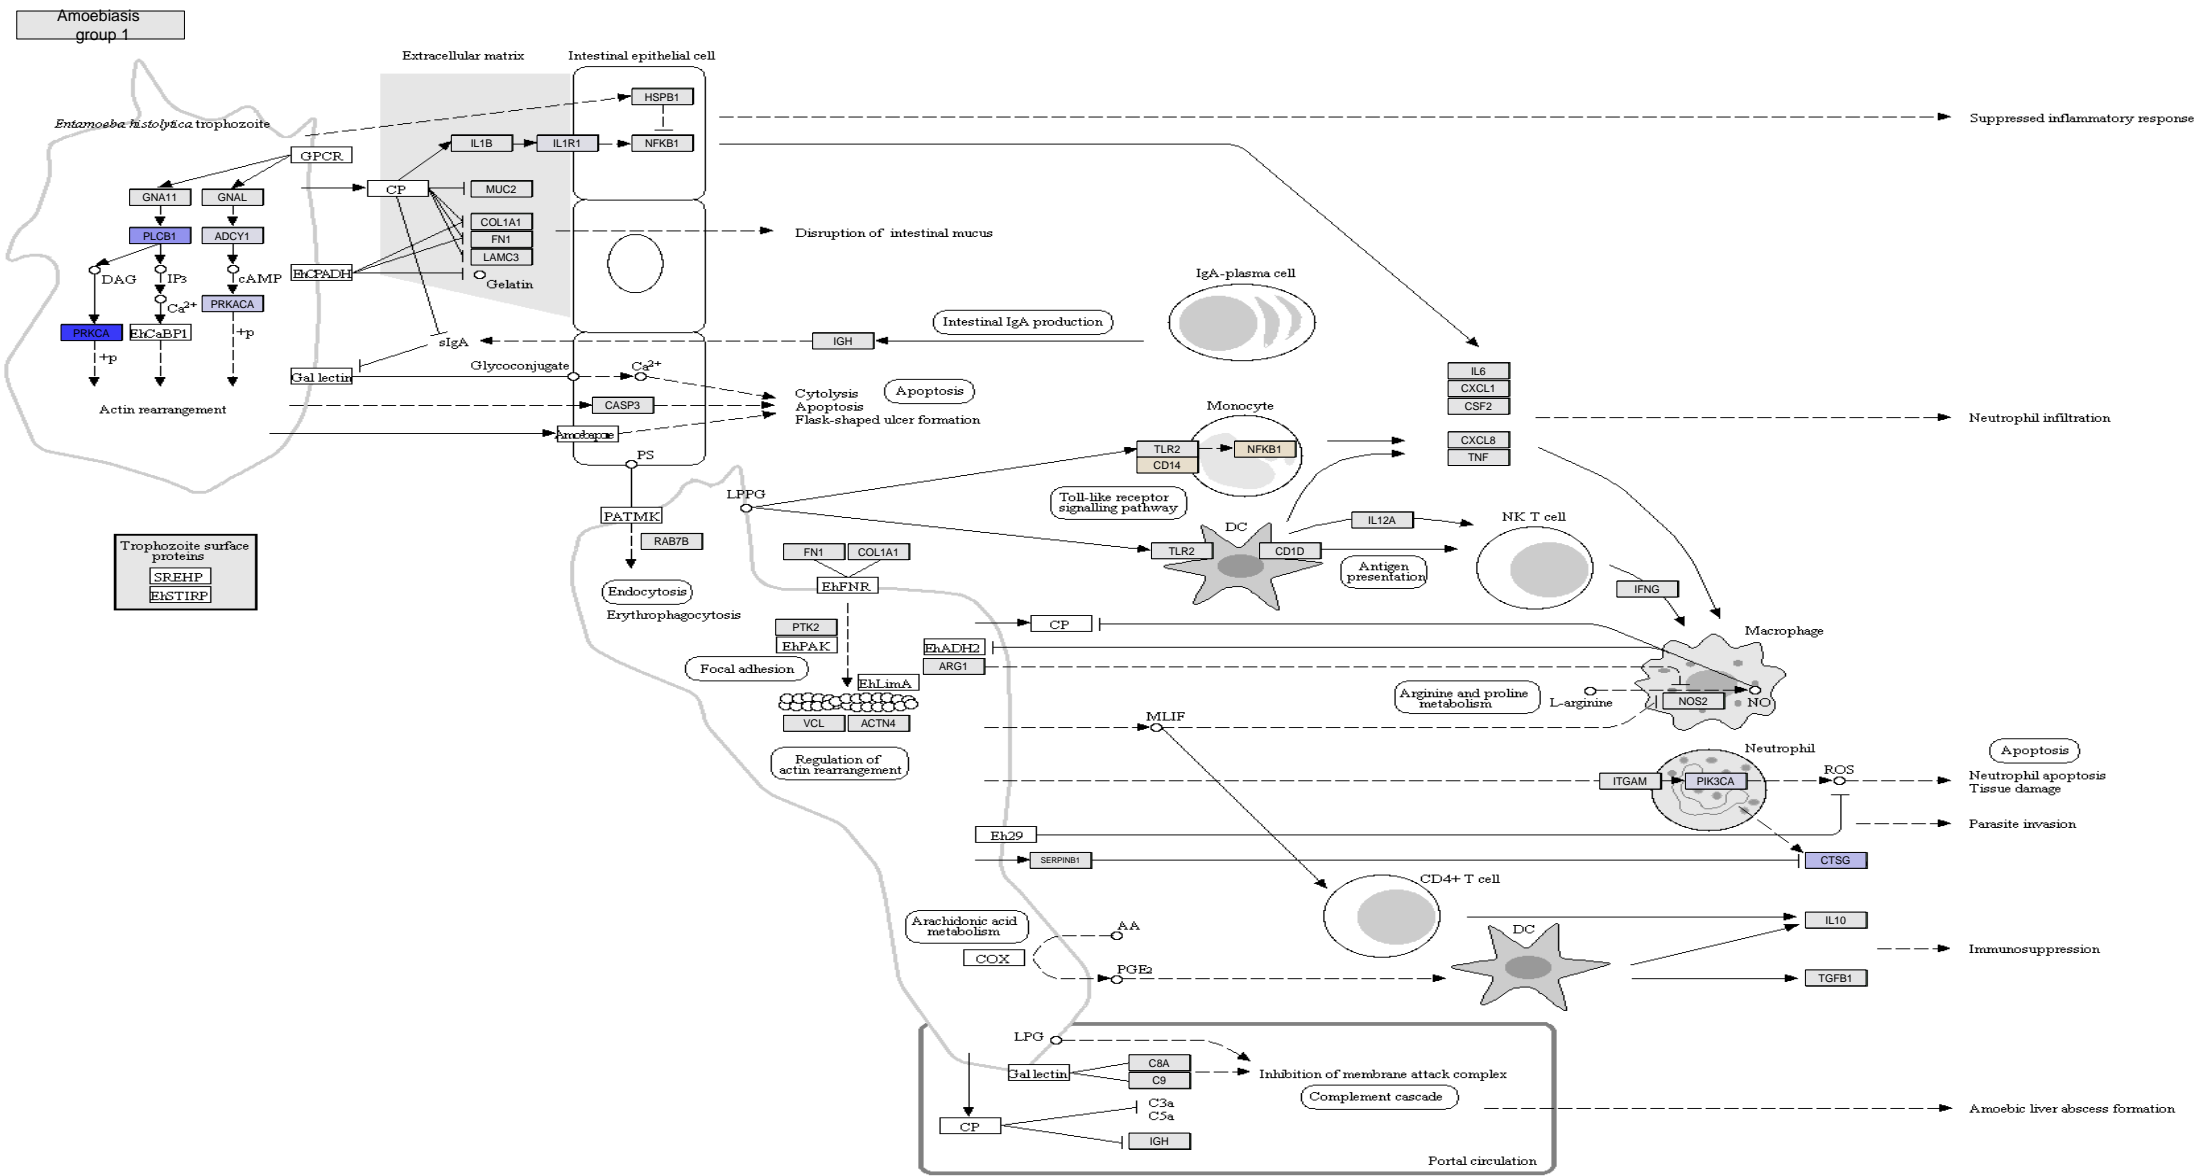 Amoebiasis
group 1
Extracellular matrix
Intestinal epithelial cell
HSPB1
Entamoeba histolytica trophozoite
Suppressed inflammatory response
IL1B
IL1R1
NFKB1
GPCR
CP
MUC2
GNA11
GNAL
COL1A1
FN1
LAMC3
Disruption of intestinal mucus
PLCB1
ADCY1
EhCPADH
Gelatin
DAG
IP3
cAMP
IgA-plasma cell
Ca2+
PRKACA
PRKCA
EhCaBP1
+p
+p
sIgA
IGH
Intestinal IgA production
Gal lectin
Glycoconjugate
Ca2+
IL6
CXCL1
CSF2
Cytolysis
Apoptosis
Flask-shaped ulcer formation
Apoptosis
Actin rearrangement
CASP3
Monocyte
Neutrophil infiltration
Amoebapore
TLR2
CD14
NFKB1
CXCL8
TNF
PS
LPPG
Toll-like receptor
signalling pathway
PATMK
RAB7B
DC
IL12A
NK T cell
Trophozoite surface
proteins
SREHP
EhSTIRP
FN1
COL1A1
TLR2
CD1D
Antigen
presentation
EhFNR
Endocytosis
Erythrophagocytosis
IFNG
PTK2
EhPAK
CP
Macrophage
EhADH2
ARG1
Focal adhesion
EhLimA
Arginine and proline
metabolism
L-arginine
NOS2
NO
VCL
ACTN4
MLIF
Regulation of
actin rearrangement
Neutrophil
Apoptosis
ITGAM
PIK3CA
ROS
Neutrophil apoptosis
Tissue damage
Eh29
Parasite invasion
SERPINB1
CTSG
CD4+ T cell
Arachidonic acid
metabolism
AA
IL10
COX
DC
Immunosuppression
PGE2
TGFB1
LPG
Gal lectin
C8A
C9
Inhibition of membrane attack complex
Complement cascade
C3a
C5a
Amoebic liver abscess formation
CP
IGH
Portal circulation